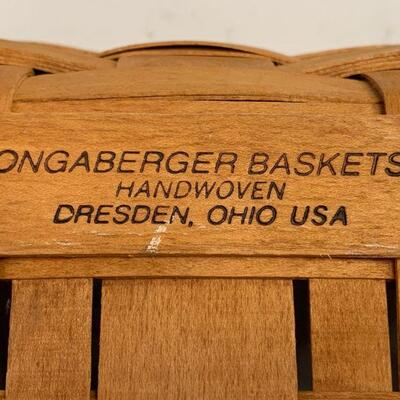 ONGABERGER BASKETS
HANDWOVEN
DRESDEN, OHIO USA